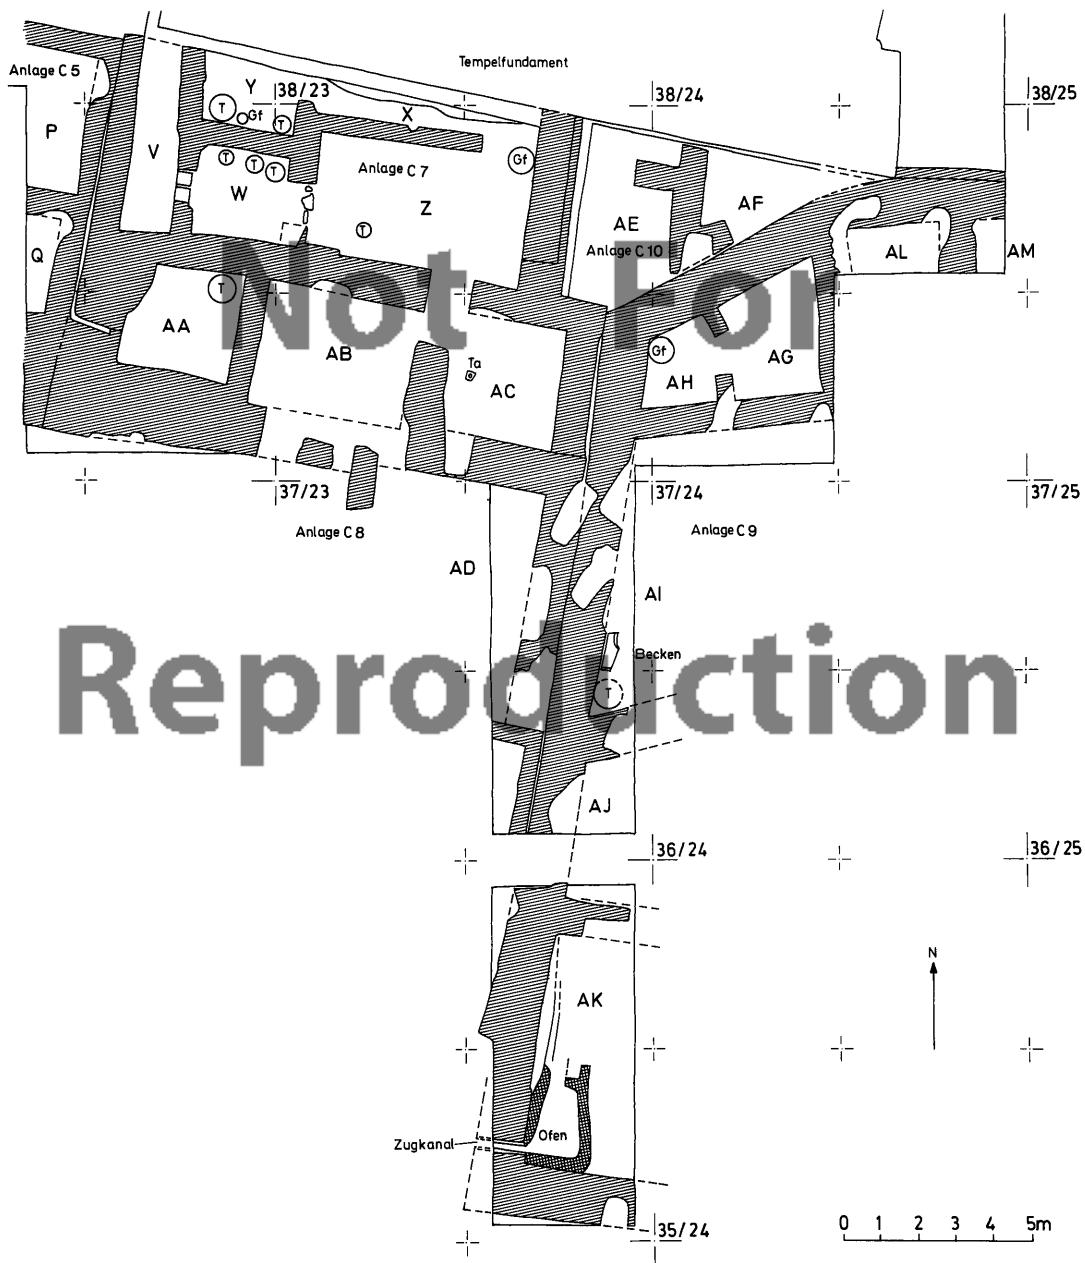 Tempelfundament
Anlage C 5
Y
38/23
38/24
38/25
X
T
Gf
T
P
V
T
T
T
Anlage C 7
Gf
W
Z
AF
T
AE
Q
Anlage C 10
AL
AM
Not For
T
AA
AB
Gf
AG
Ta
AC
AH
37/23
37/24
37/25
Anlage C 8
Anlage C 9
AD
AI
Becken
Reproduction
T
AJ
36/24
36/25
N
AK
Ofen
Zugkanal
0 1 2 3 4 5m
35/24